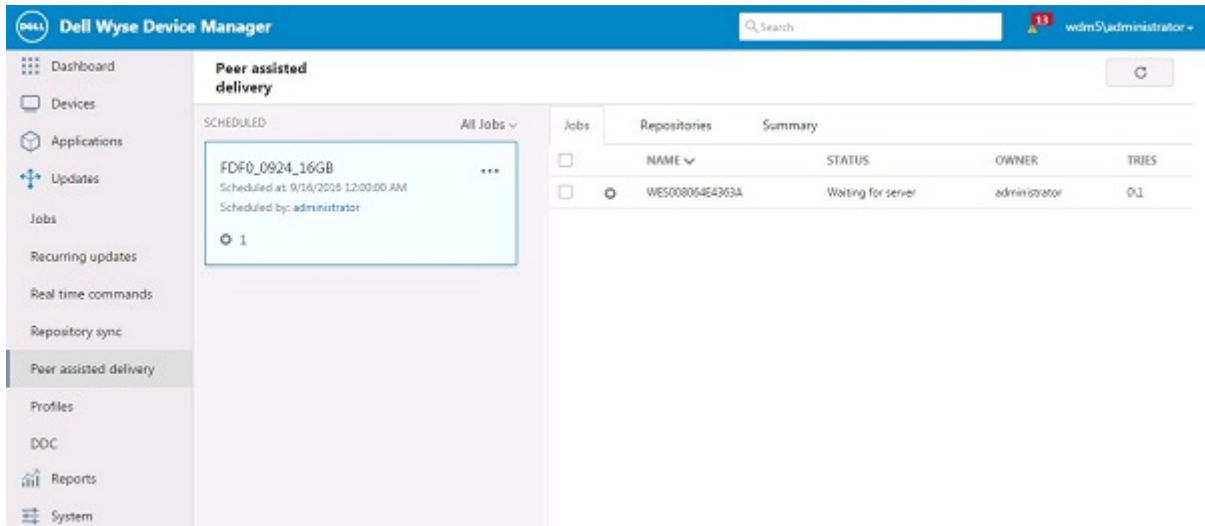 DELL Dell Wyse Device Manager
Search
13
wdm5\administrator
Dashboard
Devices
Applications
Updates
Jobs
Recurring updates
Real time commands
Repository sync
Peer assisted delivery
Profiles
DDC
Reports
System
Peer assisted
delivery
SCHEDULED All Jobs
FDF0_0924_16GB
Scheduled at: 9/16/2016 12:00:00 AM
Scheduled by: administrator
1
Jobs Repositories Summary
NAME STATUS OWNER TRIES
WES008064E4363A Waiting for server administrator 0\1